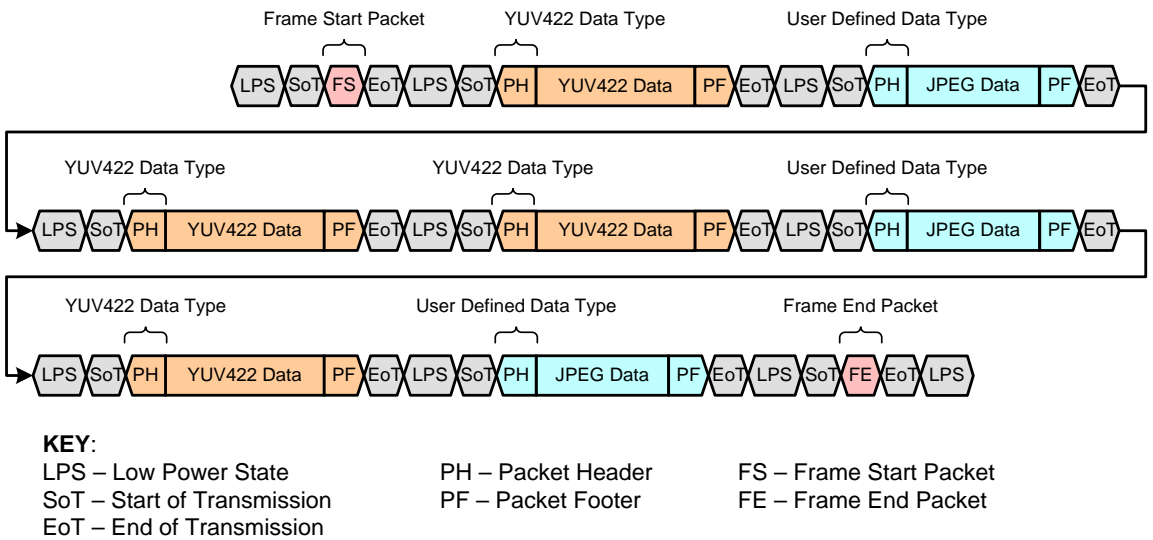 Frame Start Packet YUV422 Data Type User Defined Data Type
LPS SoT FS EoT LPS SoT PH YUV422 Data PF EoT LPS SoT PH JPEG Data PF EoT
YUV422 Data Type YUV422 Data Type User Defined Data Type
LPS SoT PH YUV422 Data PF EoT LPS SoT PH YUV422 Data PF EoT LPS SoT PH JPEG Data PF EoT
YUV422 Data Type User Defined Data Type Frame End Packet
LPS SoT PH YUV422 Data PF EoT LPS SoT PH JPEG Data PF EoT LPS SoT FE EoT LPS
KEY:
LPS – Low Power State PH – Packet Header FS – Frame Start Packet
SoT – Start of Transmission PF – Packet Footer FE – Frame End Packet
EoT – End of Transmission